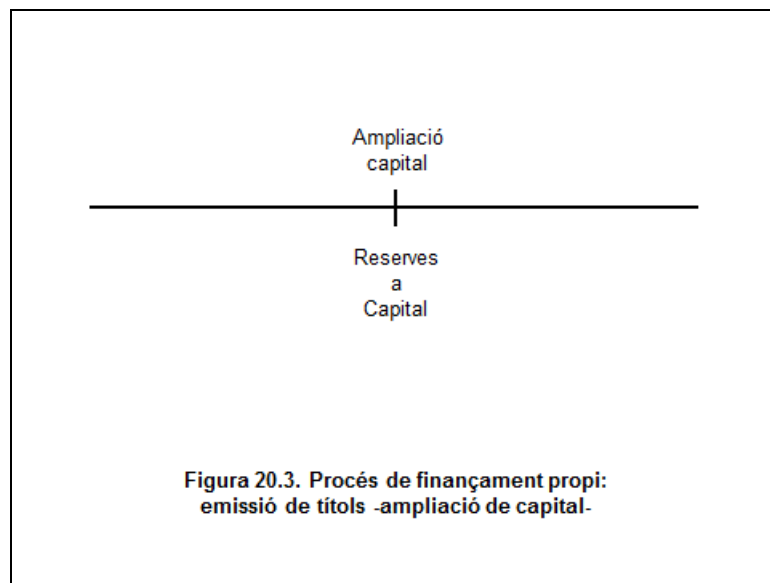 Ampliació
capital
Reserves
a
Capital
Figura 20.3. Procés de finançament propi:
emissió de títols -ampliació de capital-